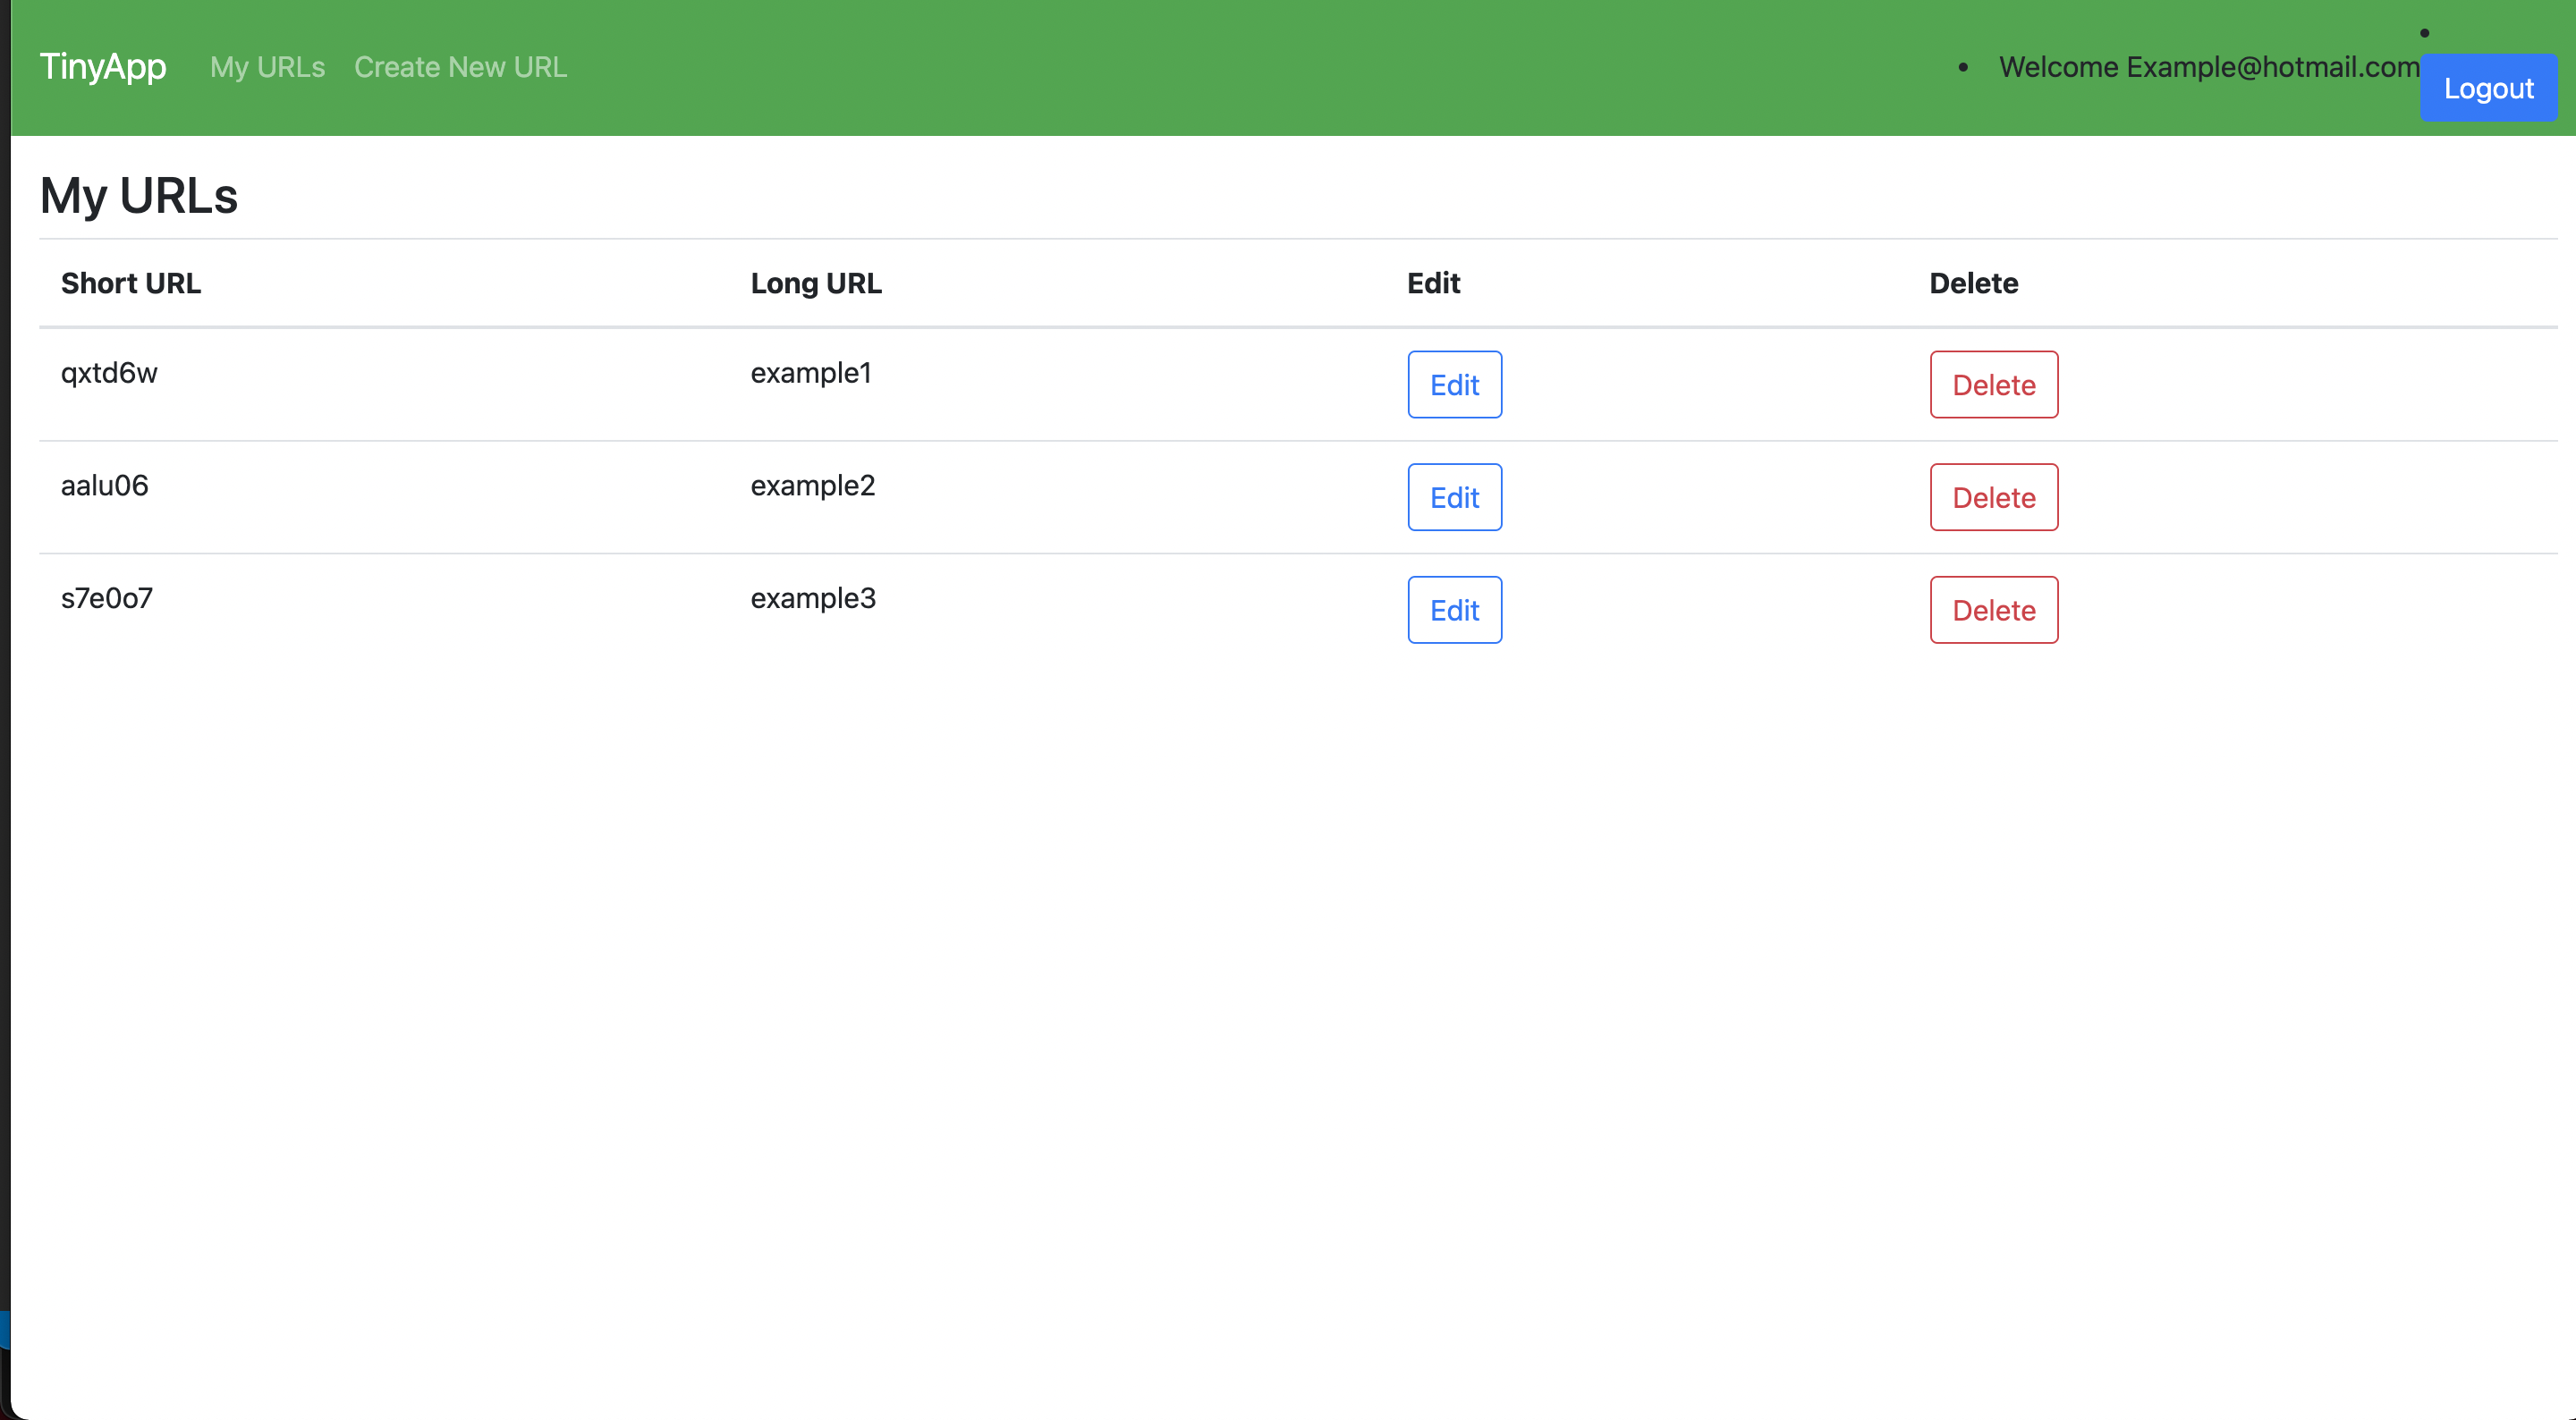 TinyApp My URLs Create New URL • Welcome Example@hotmail.com • Logout
My URLs
Short URL Long URL Edit Delete
qxtd6w example1 Edit Delete
aalu06 example2 Edit Delete
s7e0o7 example3 Edit Delete